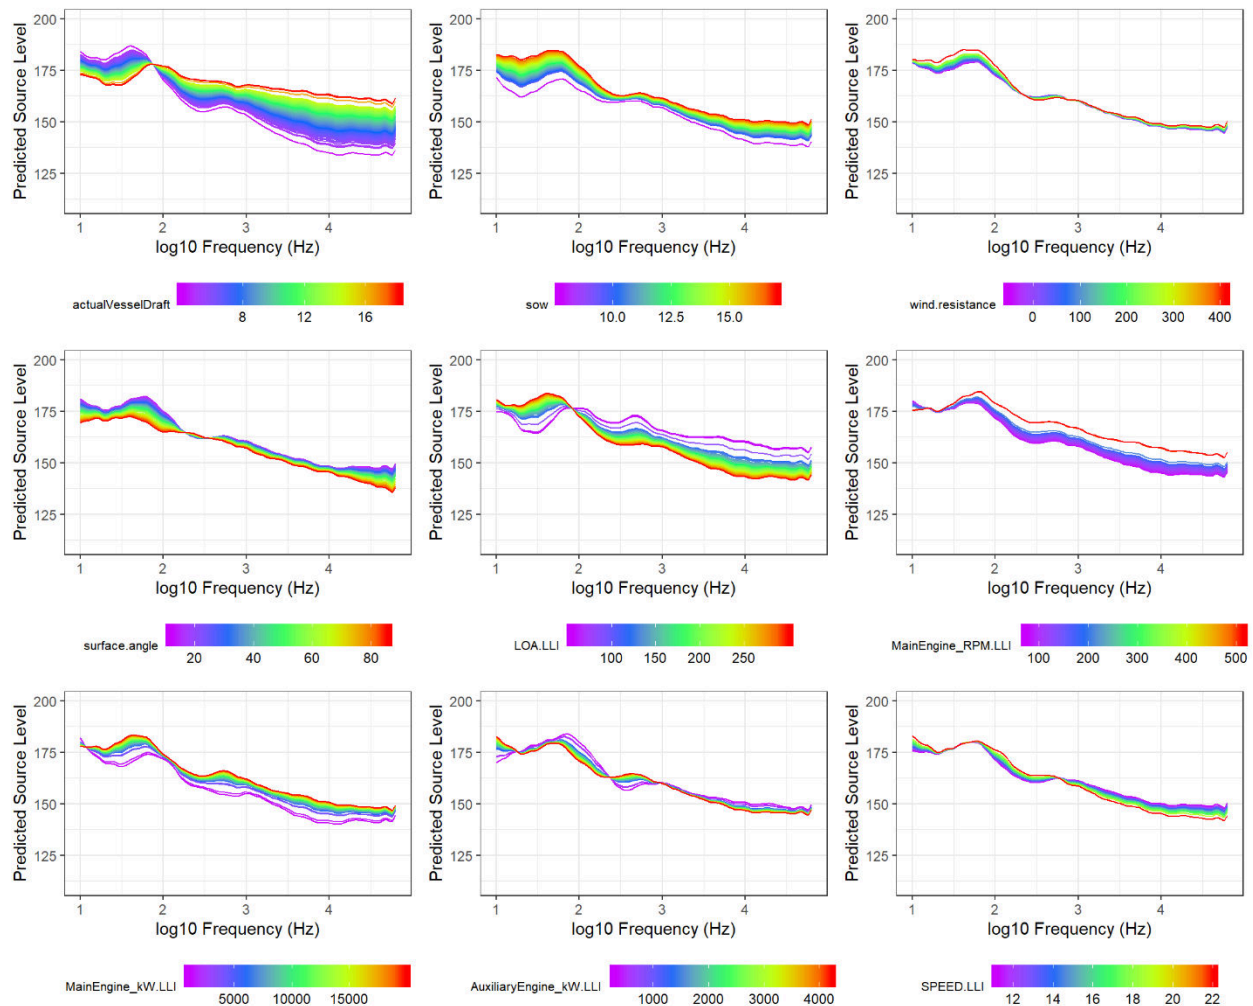 200
175
150
125
Predicted Source Level
1 2 3 4
log10 Frequency (Hz)
actualVesselDraft
8 12 16
200
175
150
125
Predicted Source Level
1 2 3 4
log10 Frequency (Hz)
sow
10.0 12.5 15.0
200
175
150
125
Predicted Source Level
1 2 3 4
log10 Frequency (Hz)
wind.resistance
0 100 200 300 400
200
175
150
125
Predicted Source Level
1 2 3 4
log10 Frequency (Hz)
surface.angle
20 40 60 80
200
175
150
125
Predicted Source Level
1 2 3 4
log10 Frequency (Hz)
LOA.LLI
100 150 200 250
200
175
150
125
Predicted Source Level
1 2 3 4
log10 Frequency (Hz)
MainEngine_RPM.LLI
100 200 300 400 500
200
175
150
125
Predicted Source Level
1 2 3 4
log10 Frequency (Hz)
MainEngine_kW.LLI
5000 10000 15000
200
175
150
125
Predicted Source Level
1 2 3 4
log10 Frequency (Hz)
AuxiliaryEngine_kW.LLI
1000 2000 3000 4000
200
175
150
125
Predicted Source Level
1 2 3 4
log10 Frequency (Hz)
SPEED.LLI
12 14 16 18 20 22